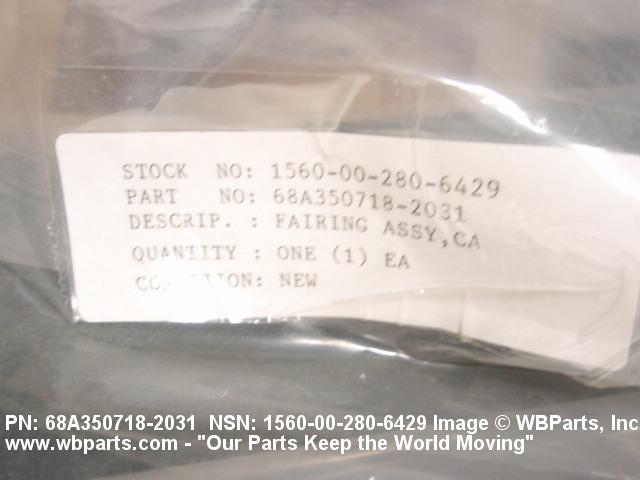 STOCK NO: 1560-00-280-6429
PART NO: 68A350718-2031
DESCRIP. : FAIRING ASSY,CA
QUANTITY : ONE (1) EA
NEW
PN: 68A350718-2031 NSN: 1560-00-280-6429 Image © WBParts, Inc
www.wbparts.com - "Our Parts Keep the World Moving"